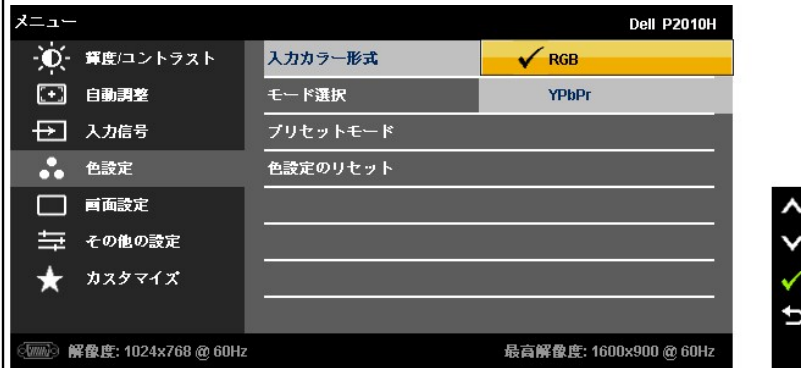 メニュー Dell P2010H
輝度/コントラスト 入力カラー形式 RGB
自動調整 モード選択 YPbPr
入力信号 プリセットモード
色設定 色設定のリセット
画面設定
その他の設定
カスタマイズ
解像度: 1024x768 @ 60Hz 最高解像度: 1600x900 @ 60Hz